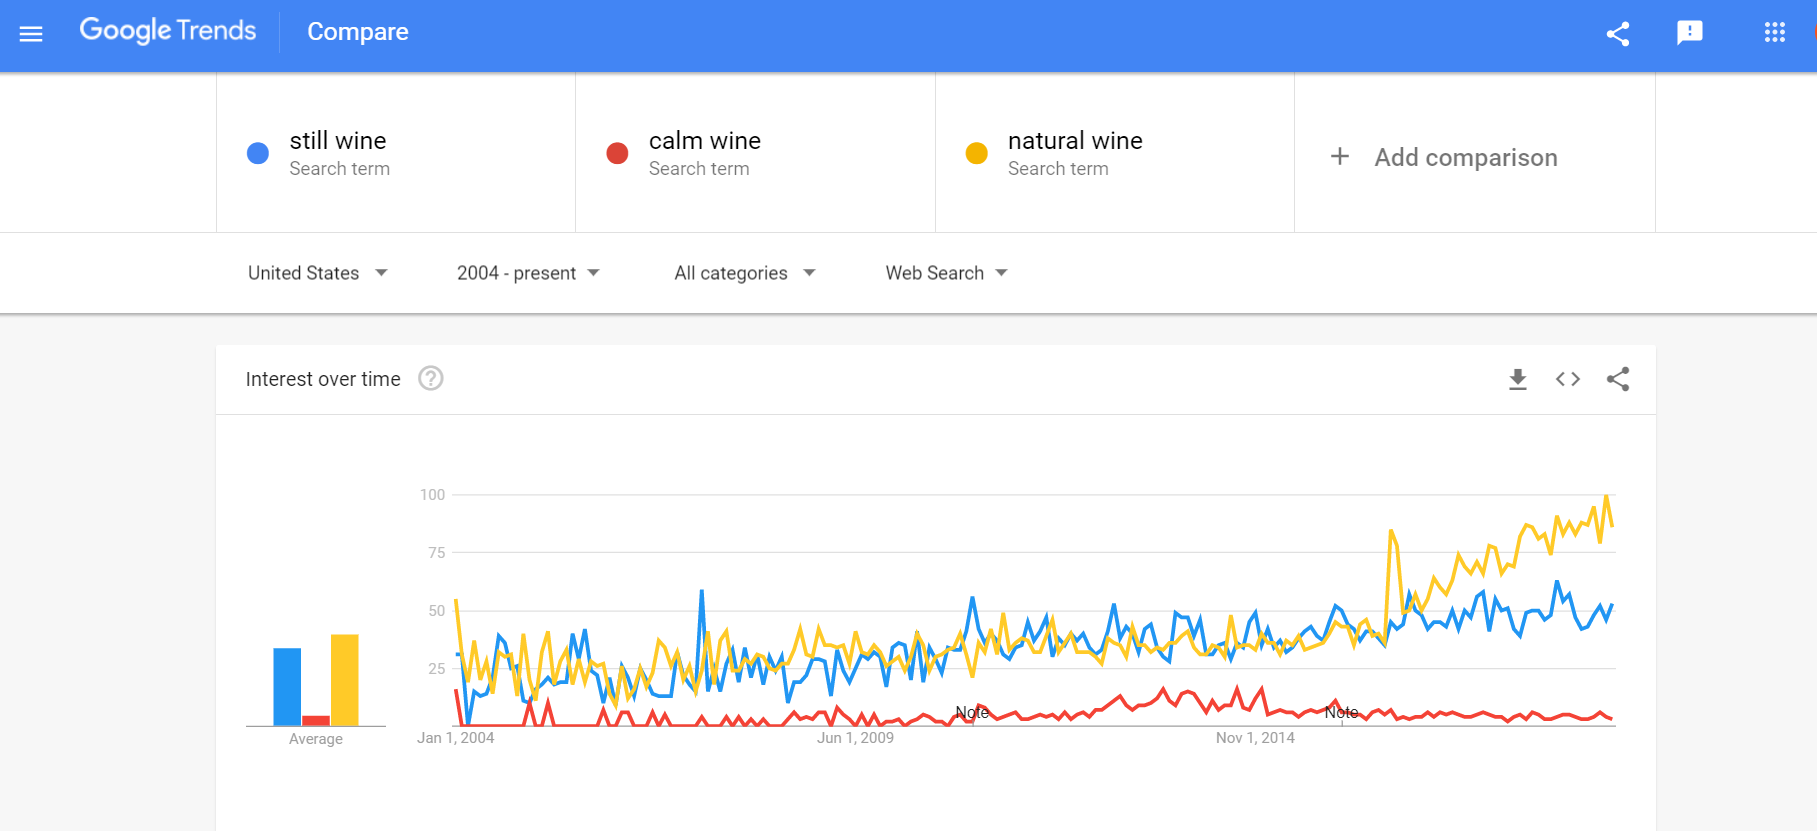 Google Trends Compare
still wine
Search term
calm wine
Search term
natural wine
Search term
+ Add comparison
United States
2004 - present
All categories
Web Search
Interest over time
?
100
75
50
25
Average
Note
Note
Jan 1, 2004
Jun 1, 2009
Nov 1, 2014